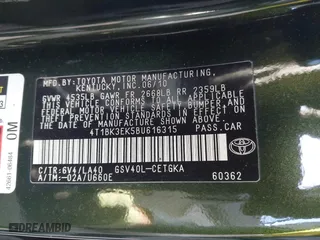 MFD. BY:
TOYOTA MOTOR MANUFACTURING,
KENTUCKY, INC. 06/10
GVWR 4535LB GAWR FR 2668LB RR 2359LB
THIS VEHICLE CONFORMS TO ALL APPLICABLE
FEDERAL MOTOR VEHICLE SAFETY, BUMPER, AND
THEFT PREVENTION STANDARDS IN EFFECT ON
THE DATE OF MANUFACTURE SHOWN ABOVE.
4T1BK3EK5BU616315 PASS. CAR
C/TR: 6V4/LA40 GSV40L-CETGKA
A/TM: -02A/U660E
60362
TOYOTA
DREAMBID